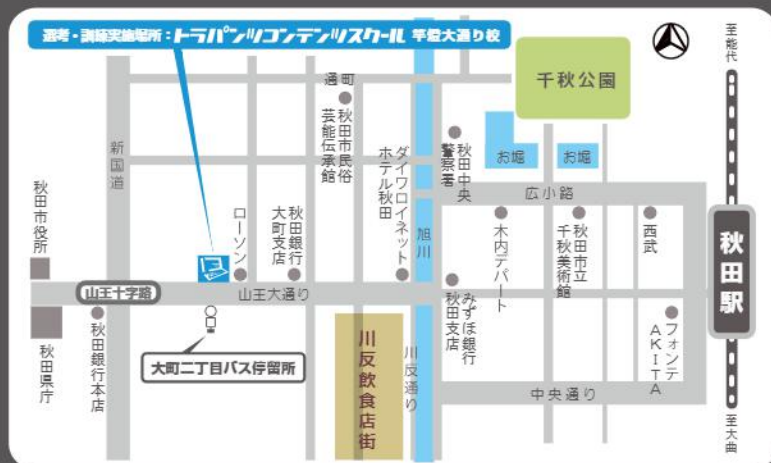 選考・講師実施場所：トラパンツコンテンツスクール 竿燈大通り校
至能代
千秋公園
通町
秋田市民俗
芸能伝承館
新国道
ダイワロイネット
ホテル秋田
秋田中央
警察署
お堀
お堀
広小路
秋田市役所
ローソン
秋田銀行
大町支店
旭川
木内デパート
秋田市立
千秋美術館
西武
秋田駅
山王十字路
山王大通り
みずほ銀行
秋田支店
フォンテ
AKITA
秋田県庁
秋田銀行本店
大町二丁目バス停留所
川反飲食店街
川反通り
中央通り
至大曲